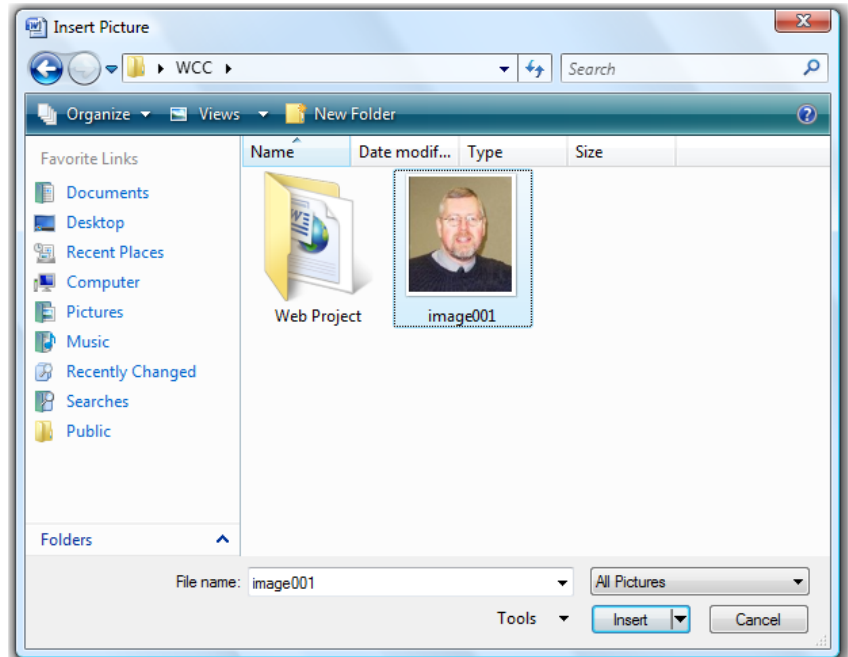 Insert Picture
WCC
Search
Organize Views New Folder
Favorite Links
Documents
Desktop
Recent Places
Computer
Pictures
Music
Recently Changed
Searches
Public
Folders
Name Date modif... Type Size
Web Project image001
File name: image001 All Pictures
Tools Insert Cancel